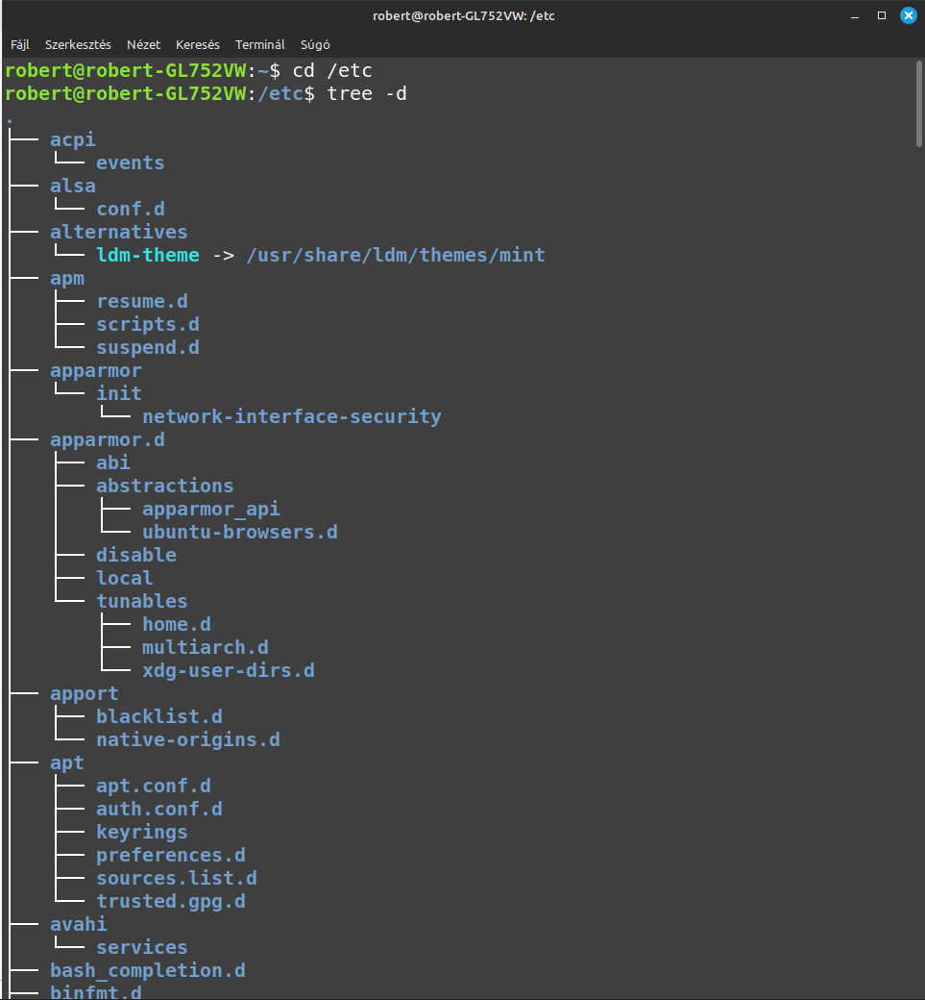 robert@robert-GL752VW: /etc
Fájl Szerkesztés Nézet Keresés Terminál Súgó
robert@robert-GL752VW:~$ cd /etc
robert@robert-GL752VW:/etc$ tree -d
.
├── acpi
│   └── events
├── alsa
│   └── conf.d
├── alternatives
│   └── ldm-theme -> /usr/share/ldm/themes/mint
├── apm
│   ├── resume.d
│   ├── scripts.d
│   └── suspend.d
├── apparmor
│   └── init
│       └── network-interface-security
├── apparmor.d
│   ├── abi
│   ├── abstractions
│   │   ├── apparmor_api
│   │   └── ubuntu-browsers.d
│   ├── disable
│   ├── local
│   └── tunables
│       ├── home.d
│       ├── multiarch.d
│       └── xdg-user-dirs.d
├── apport
│   ├── blacklist.d
│   └── native-origins.d
├── apt
│   ├── apt.conf.d
│   ├── auth.conf.d
│   ├── keyrings
│   ├── preferences.d
│   ├── sources.list.d
│   └── trusted.gpg.d
├── avahi
│   └── services
├── bash_completion.d
├── binfmt.d